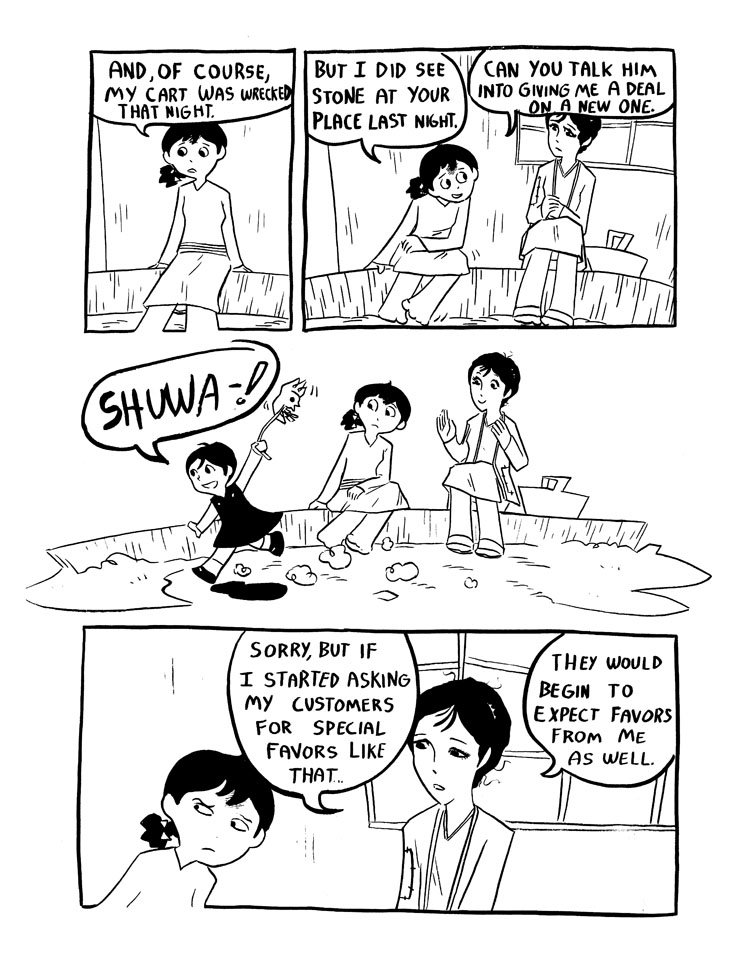 AND, OF COURSE,
MY CART WAS WRECKED
THAT NIGHT.
BUT I DID SEE
STONE AT YOUR
PLACE LAST NIGHT.
CAN YOU TALK HIM
INTO GIVING ME A DEAL
ON A NEW ONE.
SHUWA-!
SORRY, BUT IF
I STARTED ASKING
MY CUSTOMERS
FOR SPECIAL
FAVORS LIKE
THAT..
THEY WOULD
BEGIN TO
EXPECT FAVORS
FROM ME
AS WELL.